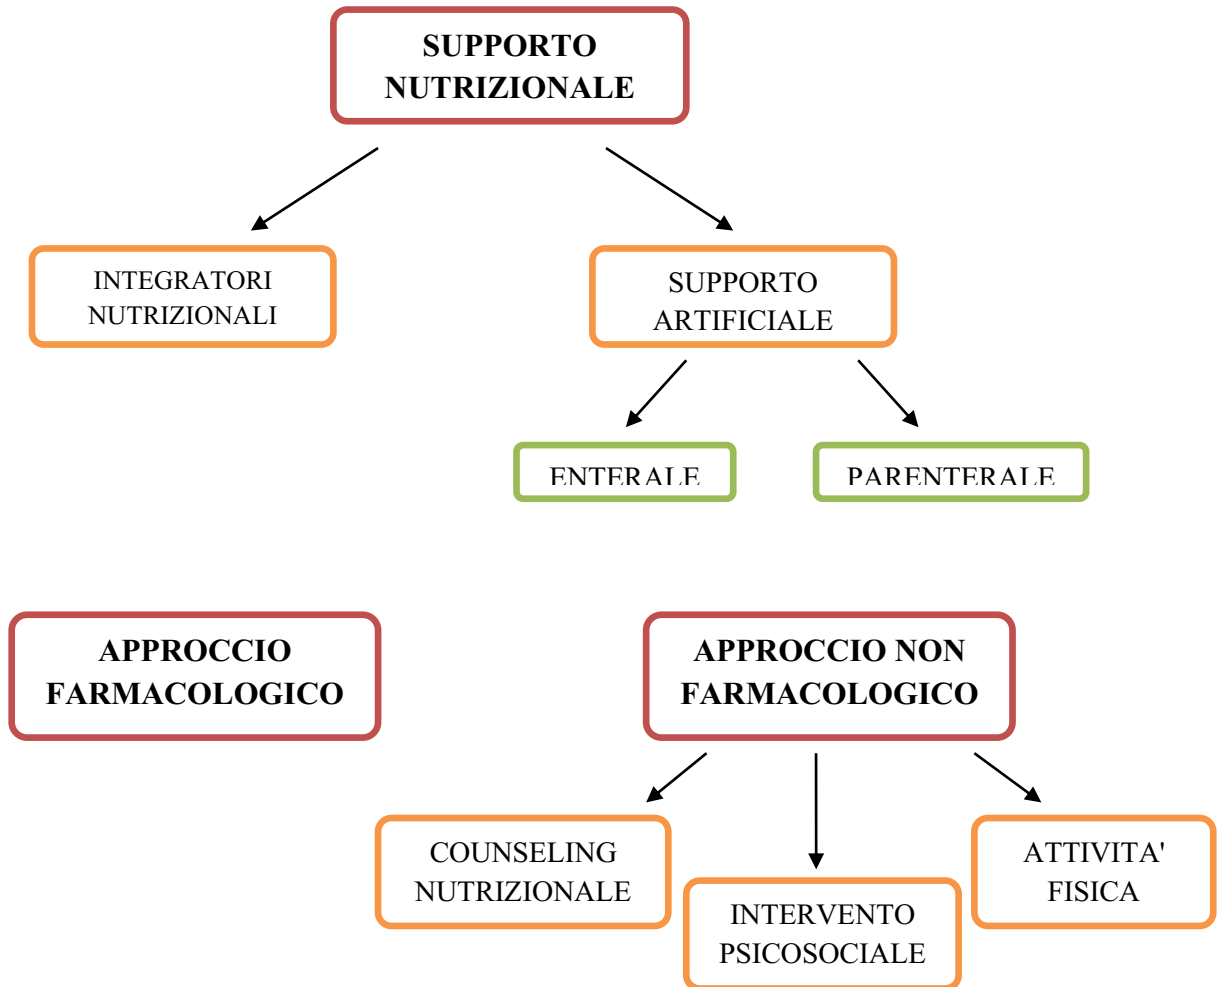 SUPPORTO
NUTRIZIONALE
INTEGRATORI
NUTRIZIONALI
SUPPORTO
ARTIFICIALE
ENTERALE
PARENTERALE
APPROCCIO
FARMACOLOGICO
APPROCCIO NON
FARMACOLOGICO
COUNSELING
NUTRIZIONALE
INTERVENTO
PSICOSOCIALE
ATTIVITA'
FISICA